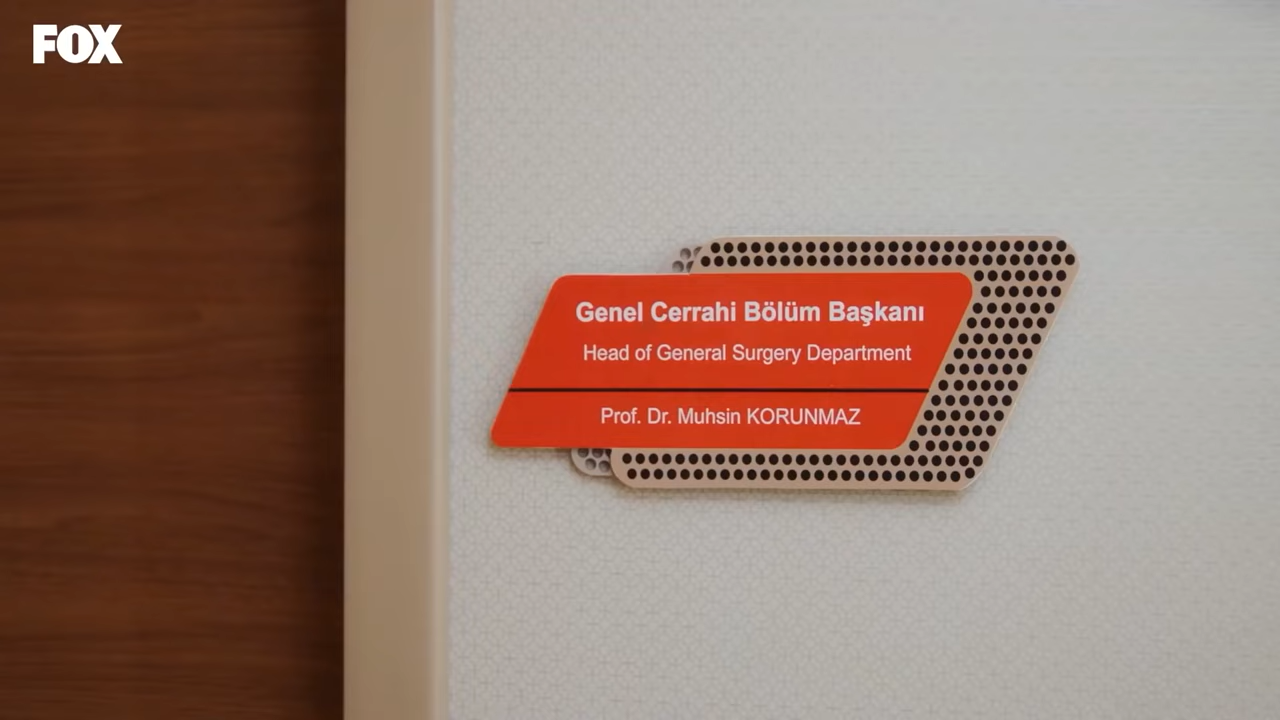 FOX
Genel Cerrahi Bölüm Başkanı
Head of General Surgery Department
Prof. Dr. Muhsin KORUNMAZ